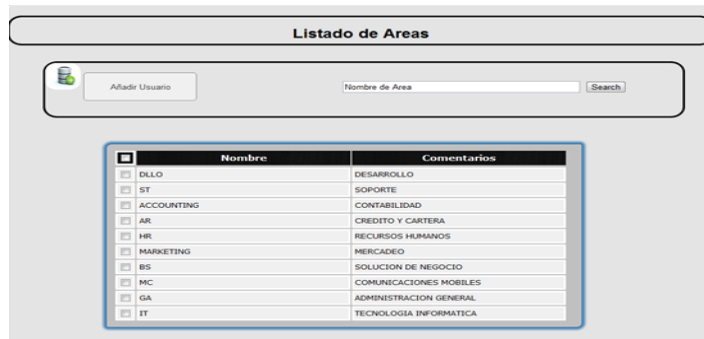 Listado de Areas
Añadir Usuario Nombre de Area Search
Nombre Comentarios
DLLO DESARROLLO
ST SOPORTE
ACCOUNTING CONTABILIDAD
AR CREDITO Y CARTERA
HR RECURSOS HUMANOS
MARKETING MERCADEO
BS SOLUCION DE NEGOCIO
MC COMUNICACIONES MOBILES
GA ADMINISTRACION GENERAL
IT TECNOLOGIA INFORMATICA